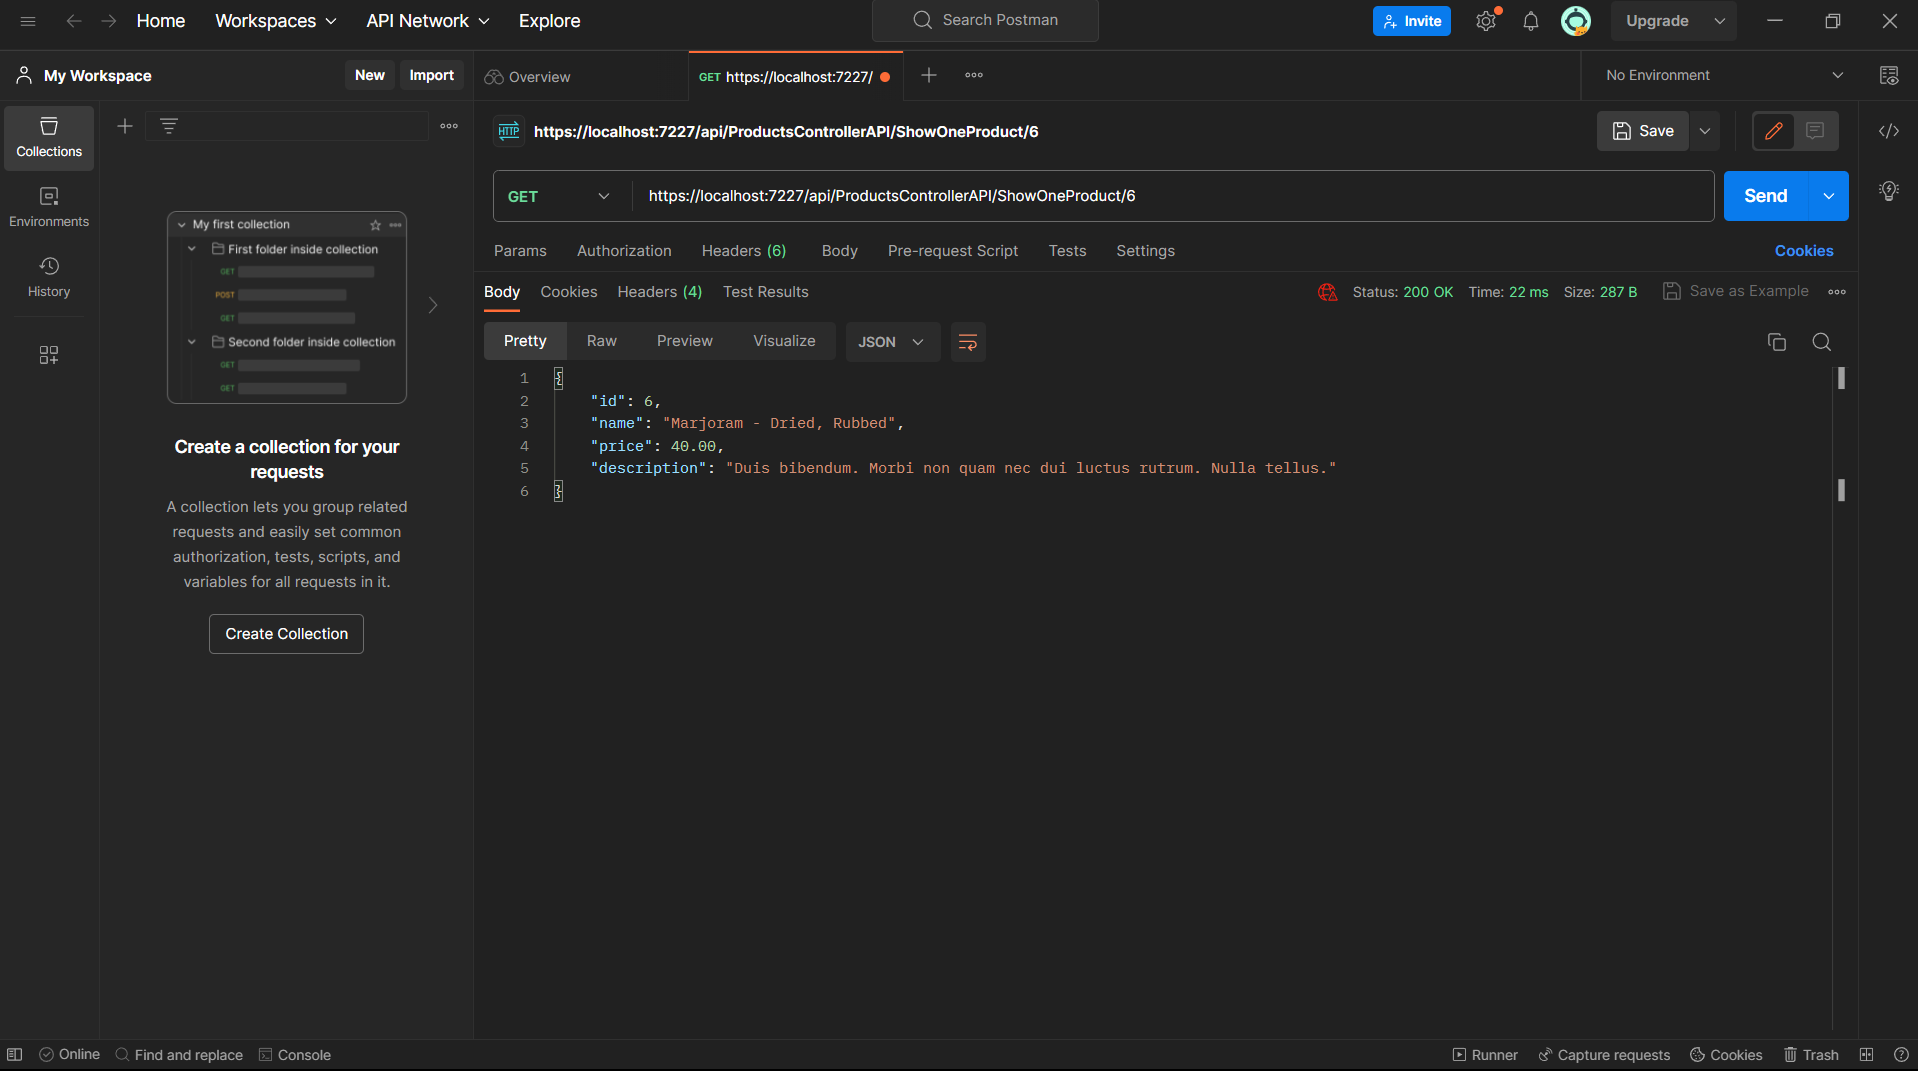 Home
Workspaces
API Network
Explore
Search Postman
Invite
Upgrade
My Workspace
New
Import
Overview
GET https://localhost:7227/
No Environment
Collections
Environments
History
My first collection
First folder inside collection
GET
POST
GET
Second folder inside collection
GET
GET
Create a collection for your
requests
A collection lets you group related
requests and easily set common
authorization, tests, scripts, and
variables for all requests in it.
Create Collection
HTTP https://localhost:7227/api/ProductsControllerAPI/ShowOneProduct/6
Save
GET https://localhost:7227/api/ProductsControllerAPI/ShowOneProduct/6
Send
Params Authorization Headers (6) Body Pre-request Script Tests Settings
Cookies
Body Cookies Headers (4) Test Results
Status: 200 OK Time: 22 ms Size: 287 B
Save as Example
Pretty Raw Preview Visualize JSON
1 {
2 "id": 6,
3 "name": "Marjoram - Dried, Rubbed",
4 "price": 40.00,
5 "description": "Duis bibendum. Morbi non quam nec dui luctus rutrum. Nulla tellus."
6 }
Online
Find and replace
Console
Runner
Capture requests
Cookies
Trash